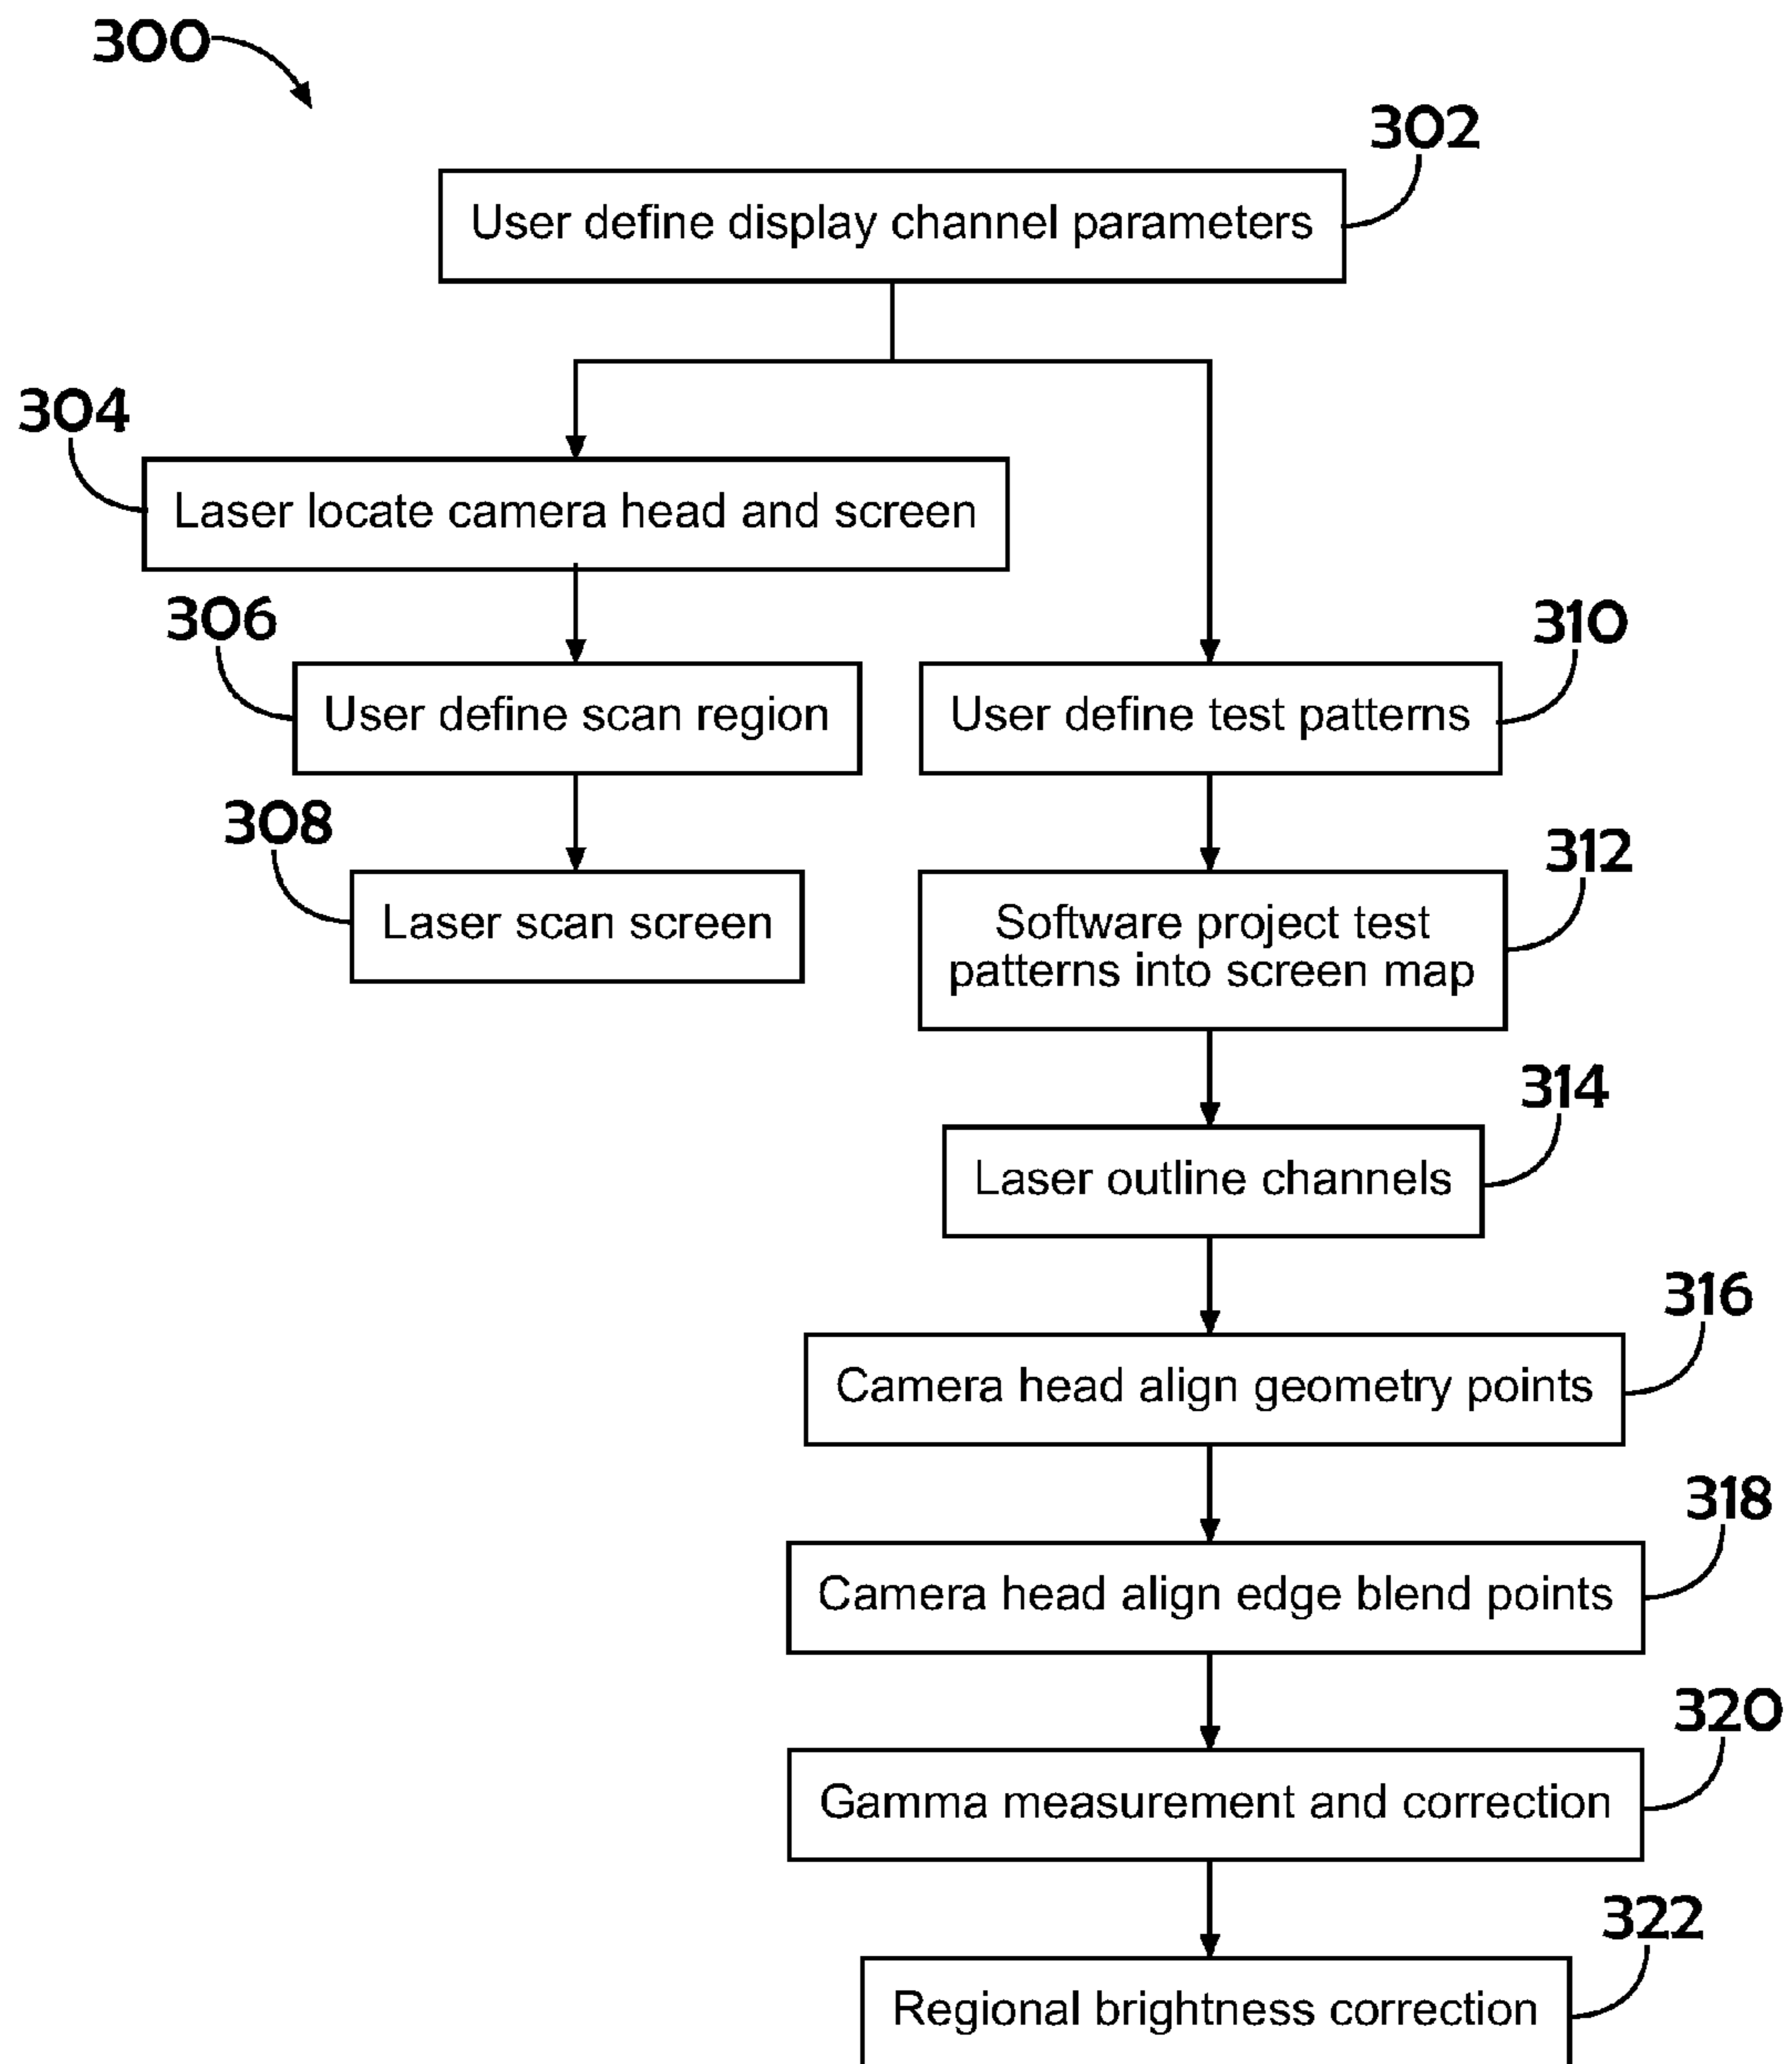 300
302
User define display channel parameters
304
Laser locate camera head and screen
306
User define scan region
308
Laser scan screen
310
User define test patterns
312
Software project test
patterns into screen map
314
Laser outline channels
316
Camera head align geometry points
318
Camera head align edge blend points
320
Gamma measurement and correction
322
Regional brightness correction